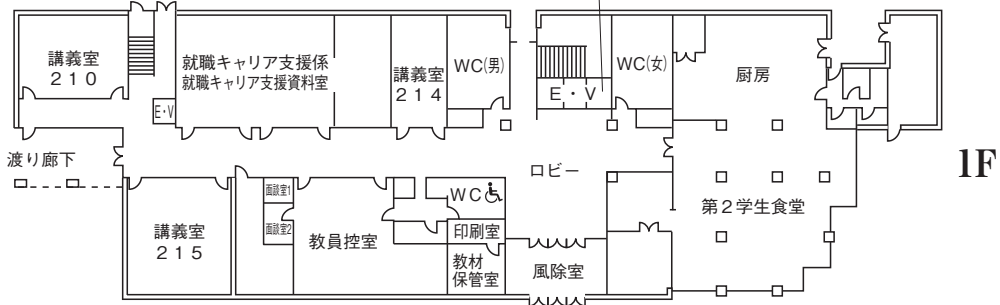 講義室
２１０
E・V
就職キャリア支援係
就職キャリア支援資料室
講義室
２１４
WC(男)
E・V
WC(女)
厨房
渡り廊下
ロビー
1F
講義室
２１５
面談室1
面談室2
教員控室
WC
印刷室
教材
保管室
風除室
第２学生食堂